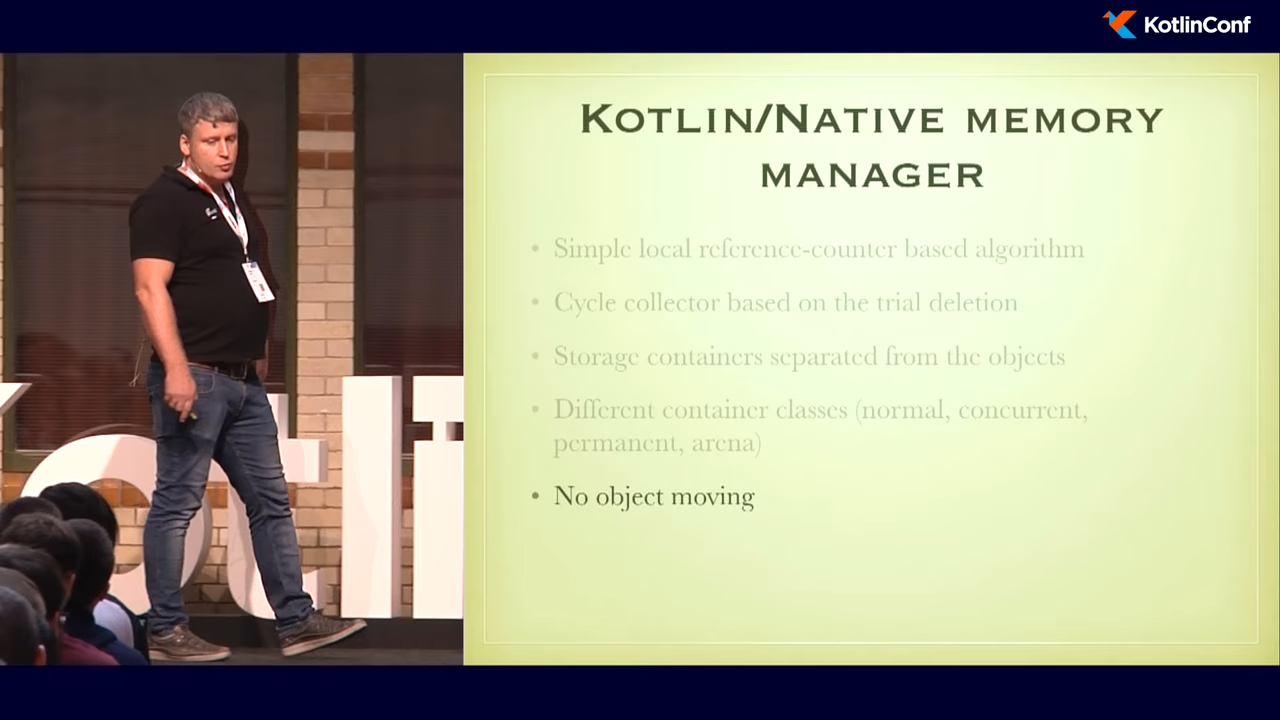 KotlinConf
KOTLIN/NATIVE MEMORY
MANAGER
• Simple local reference-counter based algorithm
• Cycle collector based on the trial deletion
• Storage containers separated from the objects
• Different container classes (normal, concurrent,
permanent, arena)
• No object moving